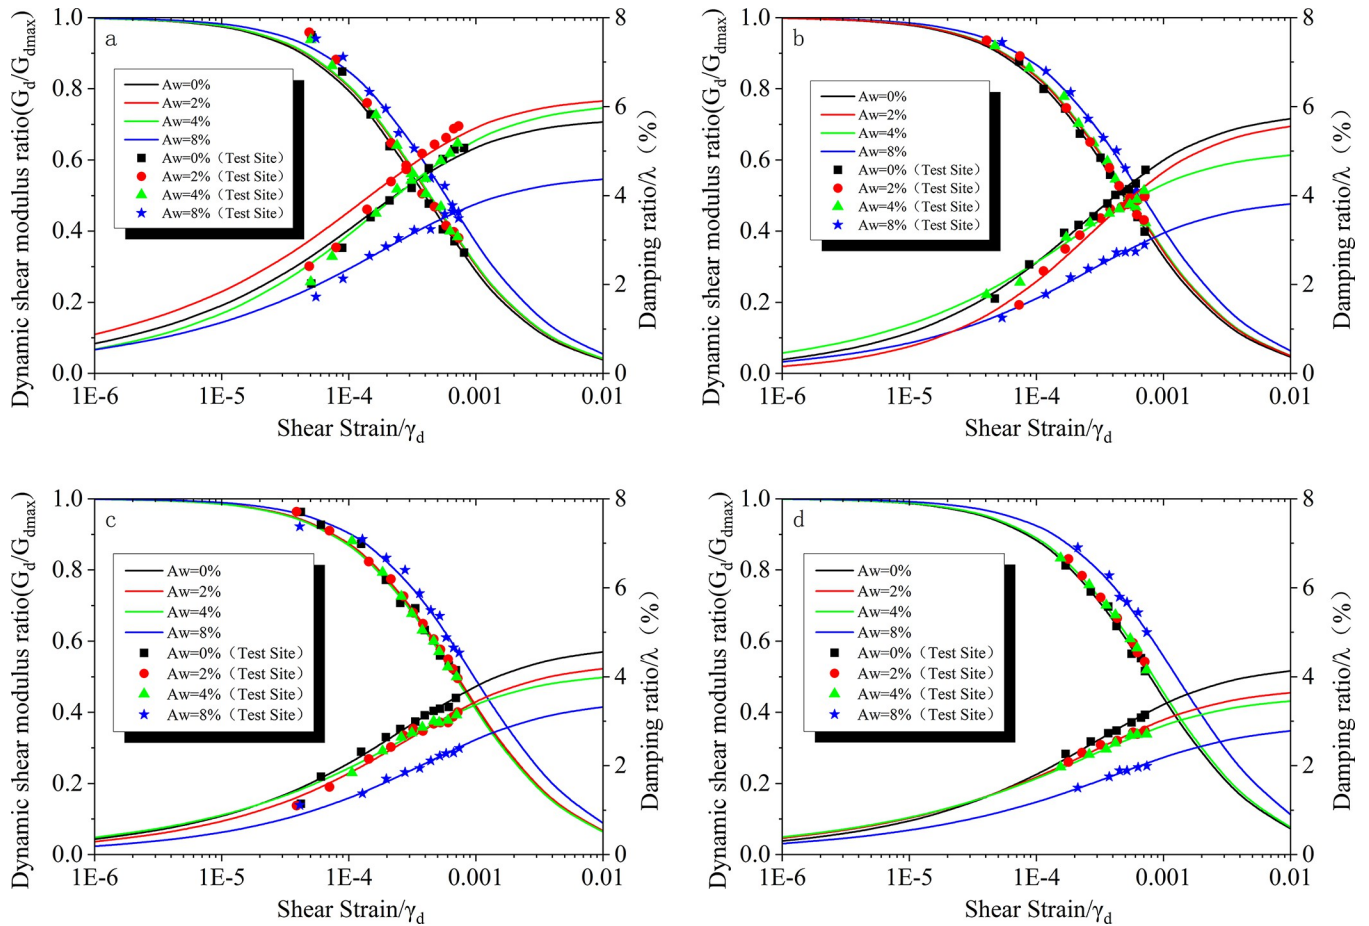 a
Dynamic shear modulus ratio(Gd/Gdmax)
1.0
0.8
0.6
0.4
0.2
0.0
Aw=0%
Aw=2%
Aw=4%
Aw=8%
Aw=0%（Test Site）
Aw=2%（Test Site）
Aw=4%（Test Site）
Aw=8%（Test Site）
8
6
4
2
0
Damping ratio/λ（%）
1E-6 1E-5 1E-4 0.001 0.01
Shear Strain/γd
b
Dynamic shear modulus ratio(Gd/Gdmax)
1.0
0.8
0.6
0.4
0.2
0.0
Aw=0%
Aw=2%
Aw=4%
Aw=8%
Aw=0%（Test Site）
Aw=2%（Test Site）
Aw=4%（Test Site）
Aw=8%（Test Site）
8
6
4
2
0
Damping ratio/λ（%）
1E-6 1E-5 1E-4 0.001 0.01
Shear Strain/γd
c
Dynamic shear modulus ratio(Gd/Gdmax)
1.0
0.8
0.6
0.4
0.2
0.0
Aw=0%
Aw=2%
Aw=4%
Aw=8%
Aw=0%（Test Site）
Aw=2%（Test Site）
Aw=4%（Test Site）
Aw=8%（Test Site）
8
6
4
2
0
Damping ratio/λ（%）
1E-6 1E-5 1E-4 0.001 0.01
Shear Strain/γd
d
Dynamic shear modulus ratio(Gd/Gdmax)
1.0
0.8
0.6
0.4
0.2
0.0
Aw=0%
Aw=2%
Aw=4%
Aw=8%
Aw=0%（Test Site）
Aw=2%（Test Site）
Aw=4%（Test Site）
Aw=8%（Test Site）
8
6
4
2
0
Damping ratio/λ（%）
1E-6 1E-5 1E-4 0.001 0.01
Shear Strain/γd